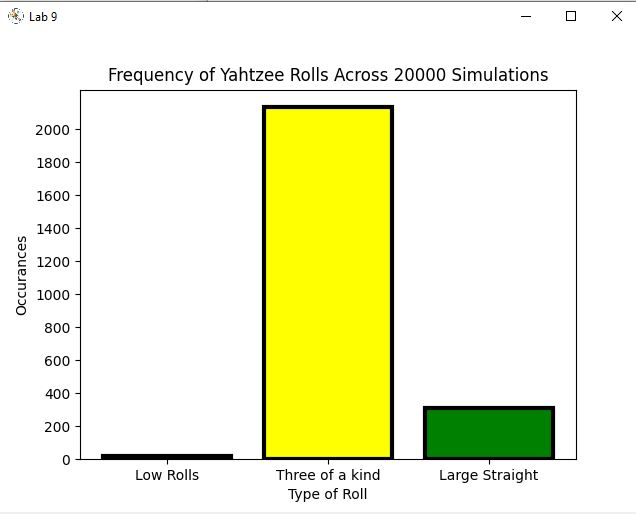 Lab 9
Frequency of Yahtzee Rolls Across 20000 Simulations
Occurances
2000
1800
1600
1400
1200
1000
800
600
400
200
0
Low Rolls
Three of a kind
Large Straight
Type of Roll